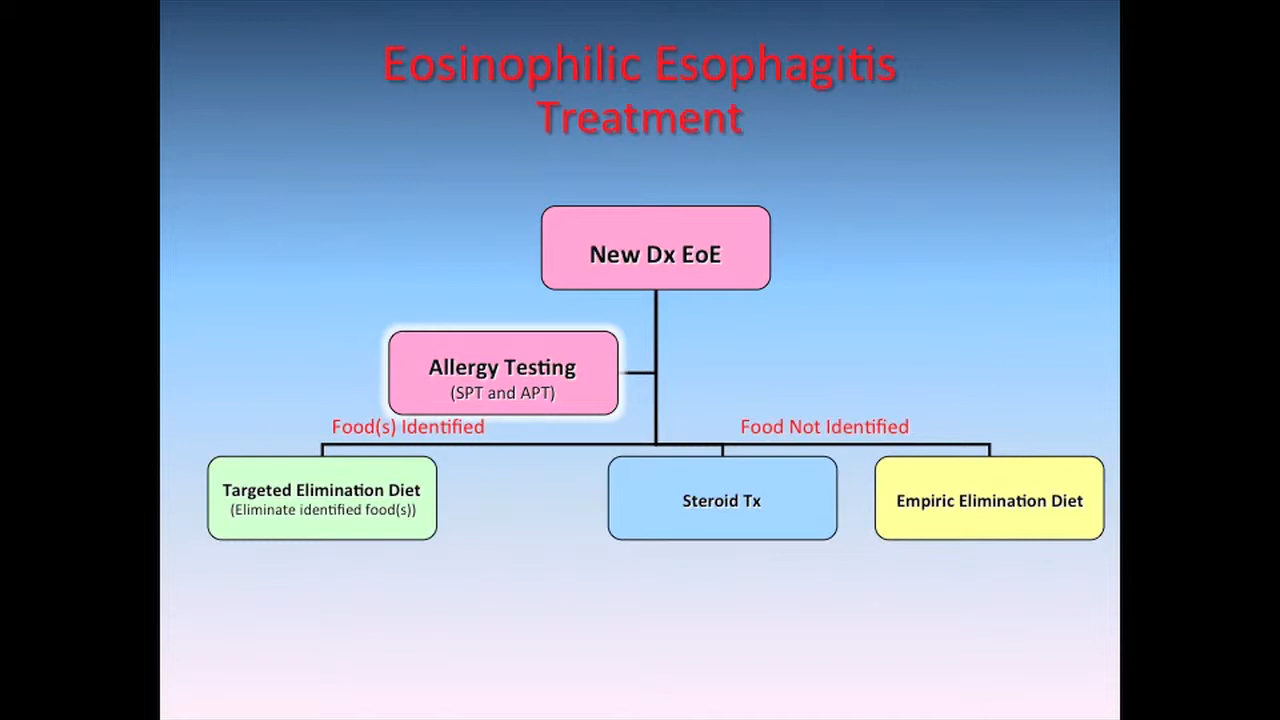 Eosinophilic Esophagitis
Treatment
New Dx EoE
Allergy Testing
(SPT and APT)
Food(s) Identified
Food Not Identified
Targeted Elimination Diet
(Eliminate identified food(s))
Steroid Tx
Empiric Elimination Diet